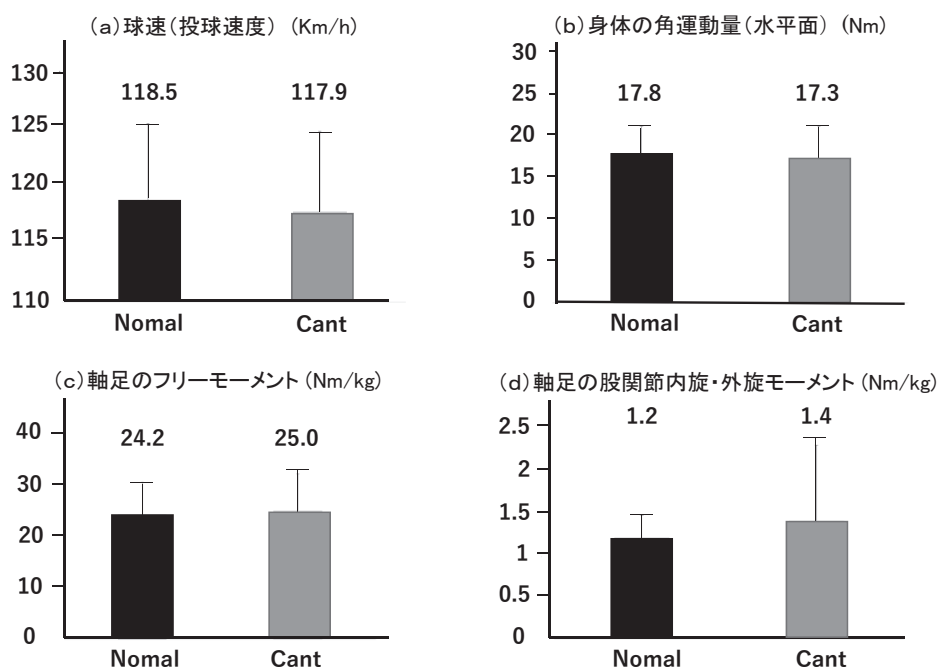 (a)球速(投球速度) (Km/h)
130
125
120
115
110
118.5
117.9
Nomal
Cant
(b)身体の角運動量(水平面) (Nm)
30
25
20
15
10
5
0
17.8
17.3
Nomal
Cant
(c)軸足のフリーモーメント(Nm/kg)
40
30
20
10
0
24.2
25.0
Nomal
Cant
(d)軸足の股関節内旋・外旋モーメント(Nm/kg)
2.5
2
1.5
1
0.5
0
1.2
1.4
Nomal
Cant